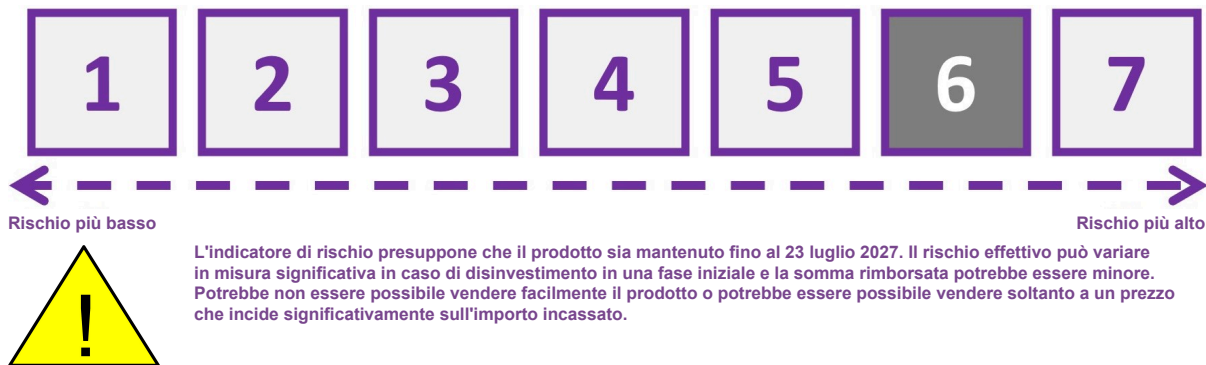 1 2 3 4 5 6 7
Rischio più basso Rischio più alto
!
L'indicatore di rischio presuppone che il prodotto sia mantenuto fino al 23 luglio 2027. Il rischio effettivo può variare
in misura significativa in caso di disinvestimento in una fase iniziale e la somma rimborsata potrebbe essere minore.
Potrebbe non essere possibile vendere facilmente il prodotto o potrebbe essere possibile vendere soltanto a un prezzo
che incide significativamente sull'importo incassato.